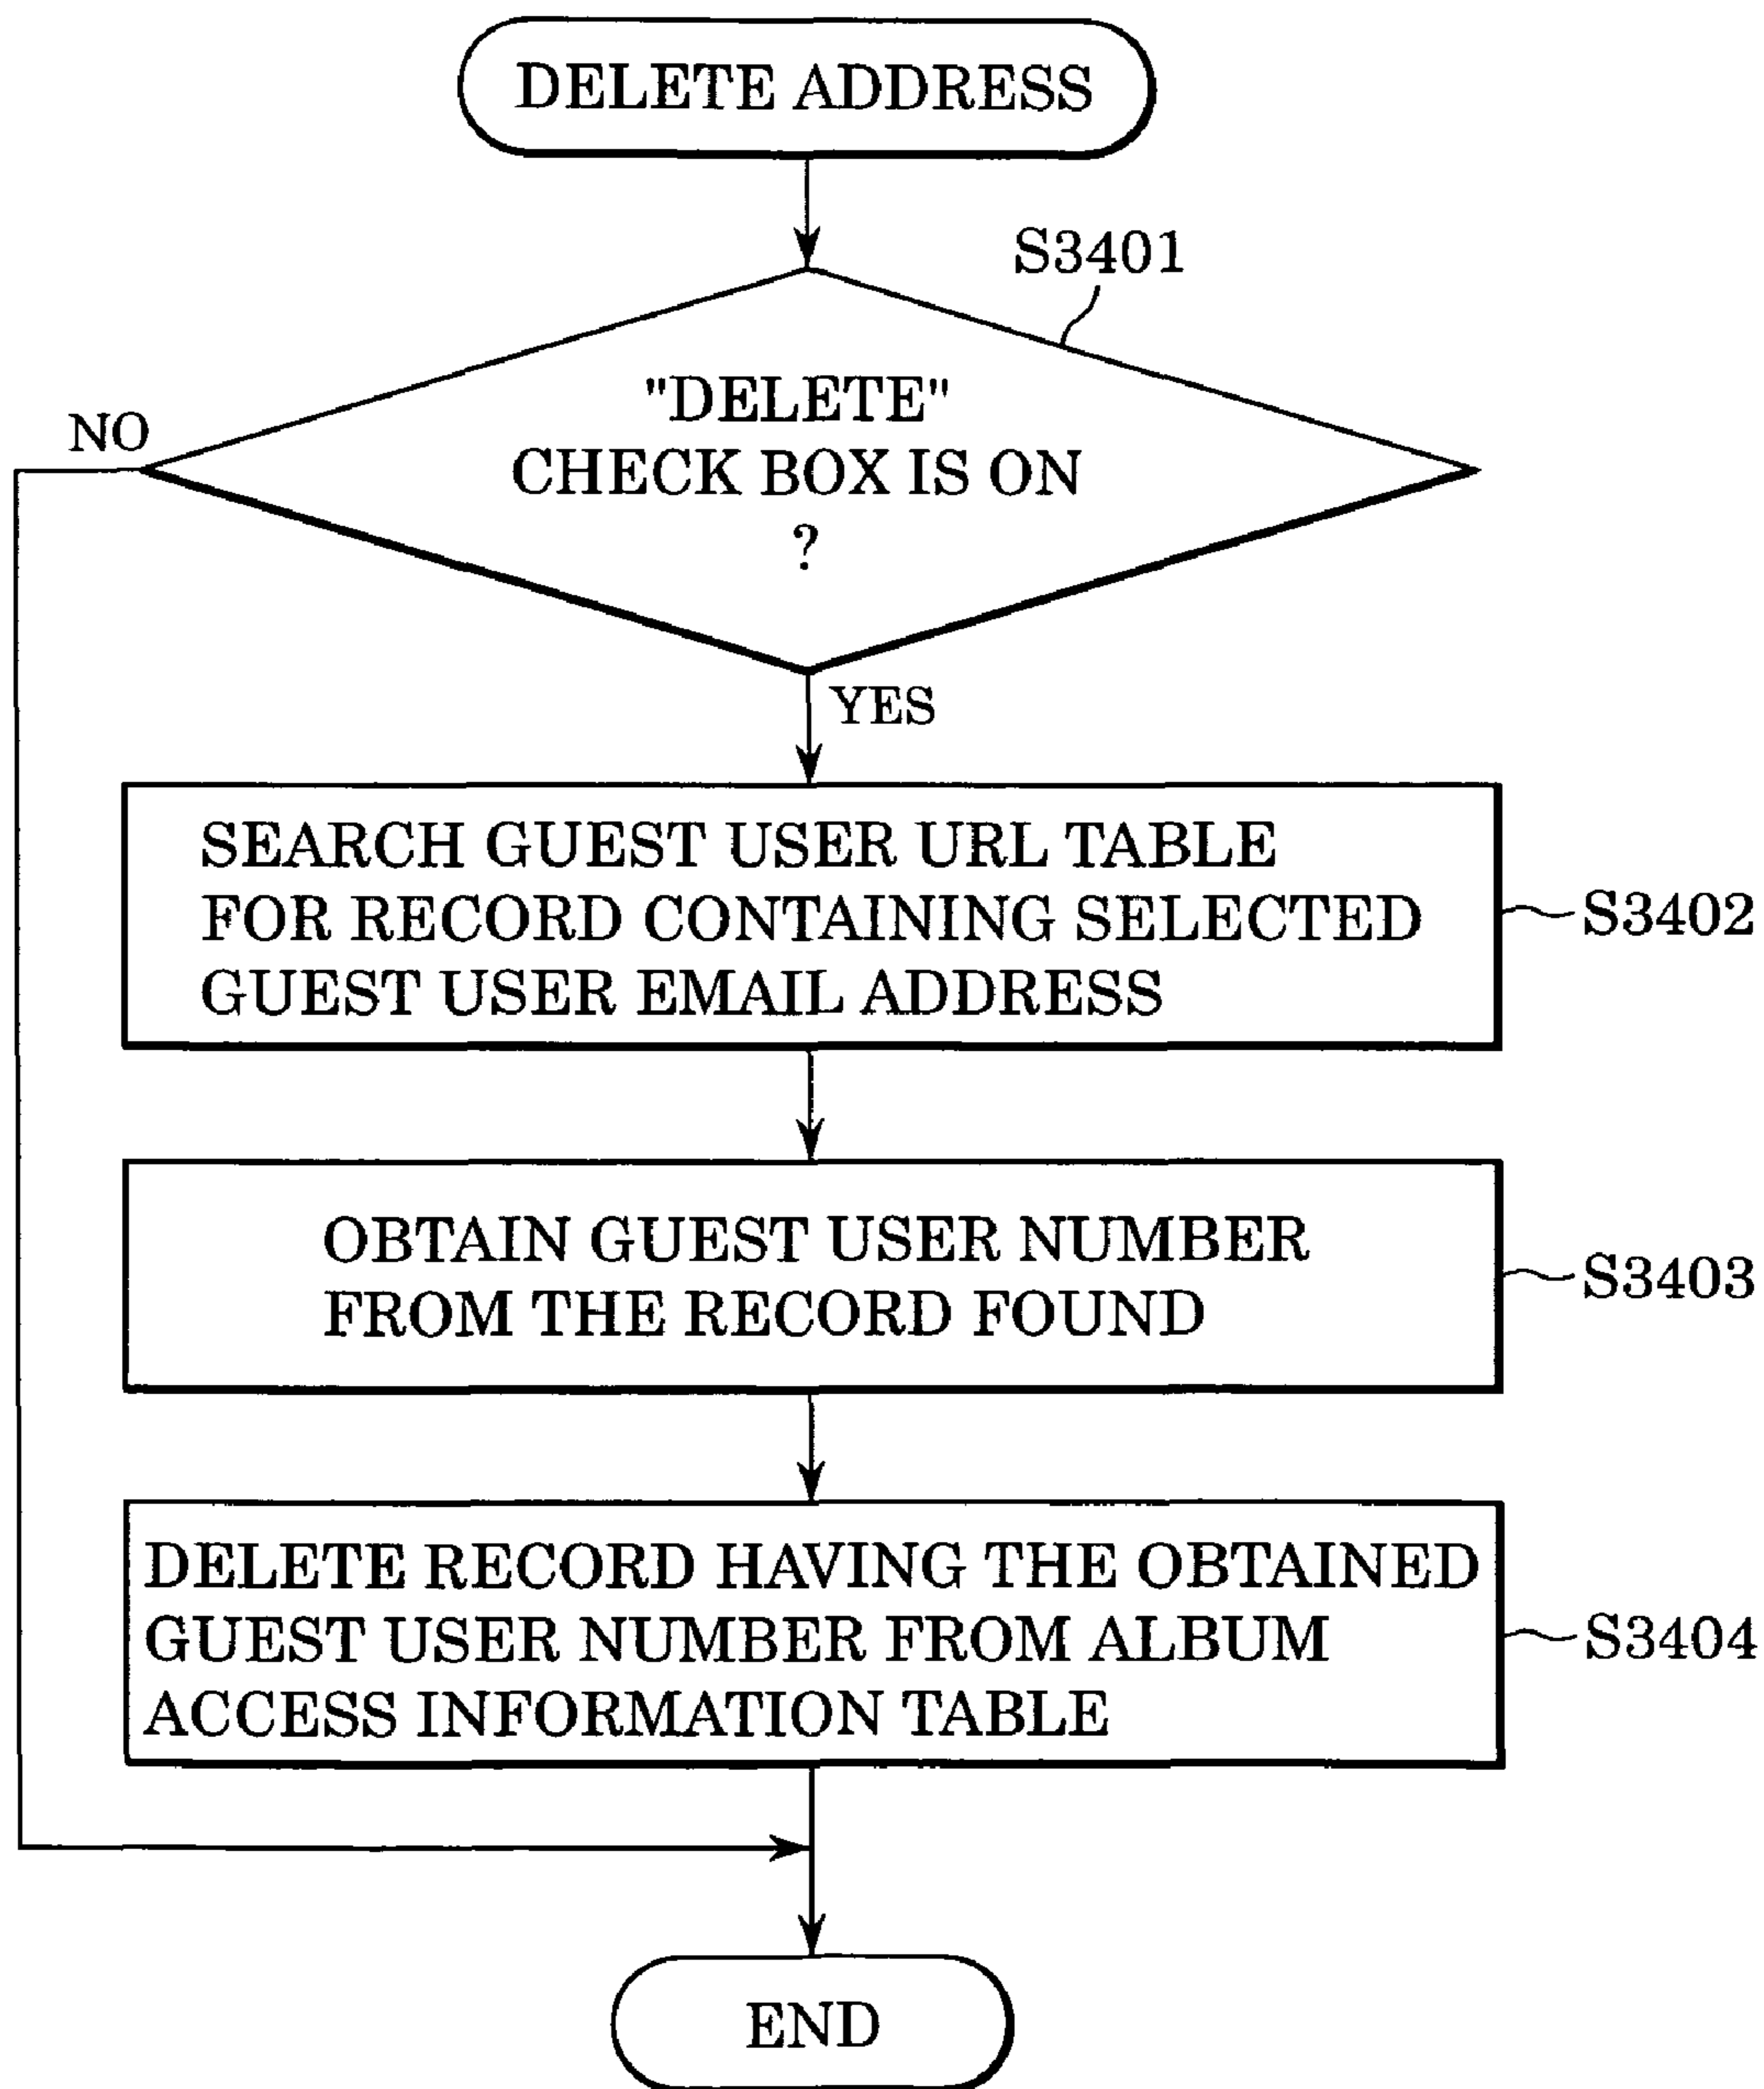 DELETE ADDRESS
S3401
"DELETE"
CHECK BOX IS ON
?
NO
YES
SEARCH GUEST USER URL TABLE
FOR RECORD CONTAINING SELECTED
GUEST USER EMAIL ADDRESS
S3402
OBTAIN GUEST USER NUMBER
FROM THE RECORD FOUND
S3403
DELETE RECORD HAVING THE OBTAINED
GUEST USER NUMBER FROM ALBUM
ACCESS INFORMATION TABLE
S3404
END